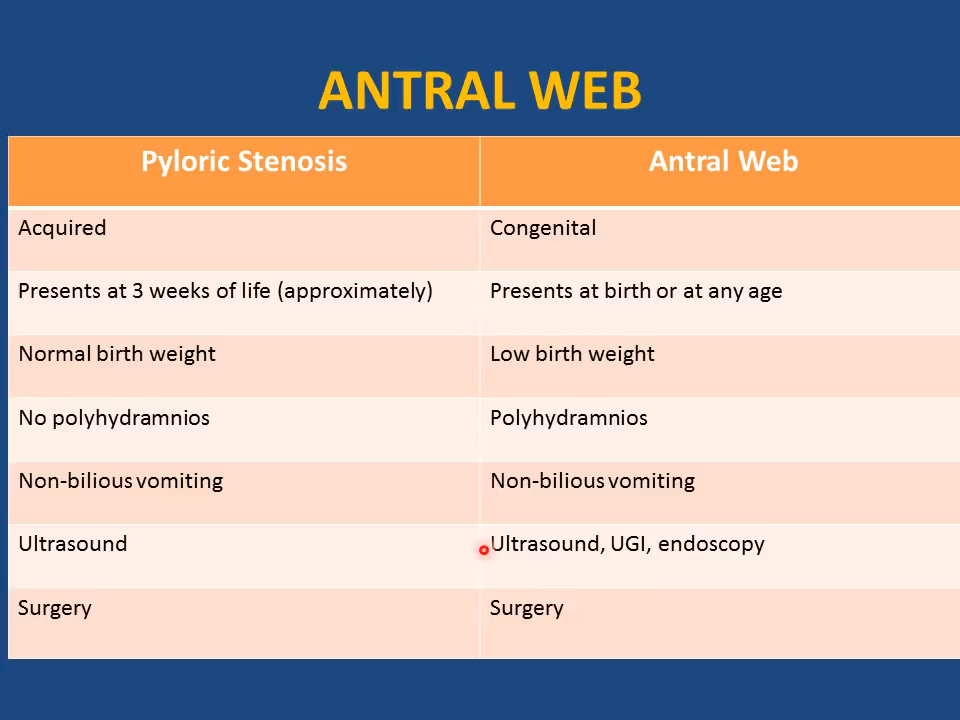 ANTRAL WEB
Pyloric Stenosis
Antral Web
Acquired
Congenital
Presents at 3 weeks of life (approximately)
Presents at birth or at any age
Normal birth weight
Low birth weight
No polyhydramnios
Polyhydramnios
Non-bilious vomiting
Non-bilious vomiting
Ultrasound
Ultrasound, UGI, endoscopy
Surgery
Surgery